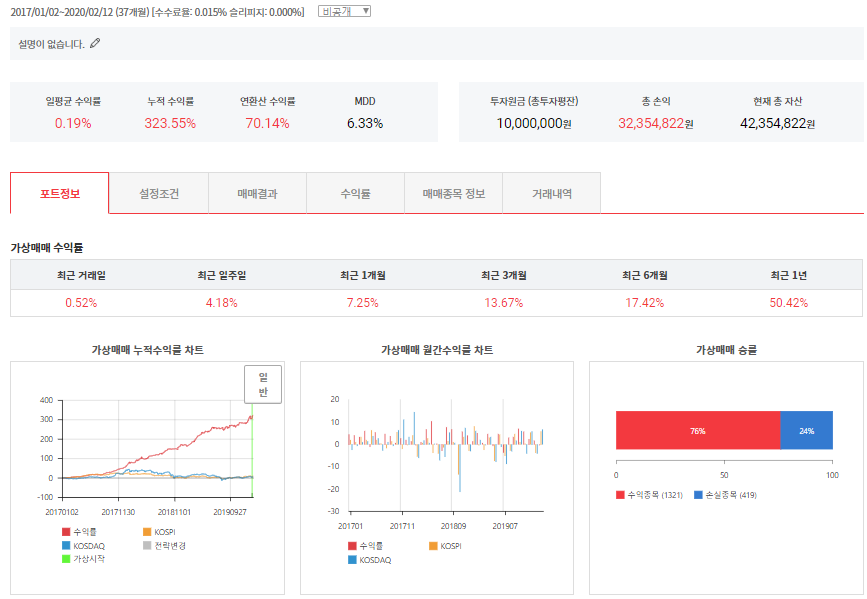 2017/01/02~2020/02/12 (37개월) [수수료율: 0.015% 슬리피지: 0.000%] 비공개
설명이 없습니다.
일평균 수익률 누적 수익률 연환산 수익률 MDD 투자원금 (총투자평잔) 총 손익 현재 총 자산
0.19% 323.55% 70.14% 6.33% 10,000,000원 32,354,822원 42,354,822원
포트정보 설정조건 매매결과 수익률 매매종목 정보 거래내역
가상매매 수익률
최근 거래일 최근 일주일 최근 1개월 최근 3개월 최근 6개월 최근 1년
0.52% 4.18% 7.25% 13.67% 17.42% 50.42%
가상매매 누적수익률 차트
일
반
400
300
200
100
0
-100
20170102 20171130 20181101 20190927
수익률 KOSPI
KOSDAQ 전략변경
가상시작
가상매매 월간수익률 차트
20
10
0
-10
-20
-30
201701 201711 201809 201907
수익률 KOSPI
KOSDAQ
가상매매 승률
76% 24%
0 50 100
수익종목 (1321) 손실종목 (419)